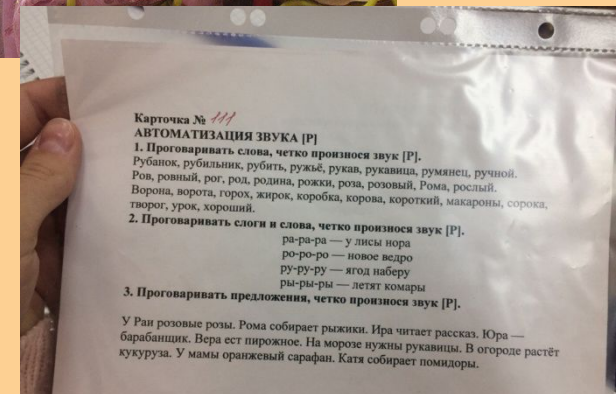 Карточка № 111
АВТОМАТИЗАЦИЯ ЗВУКА [Р]
1. Проговаривать слова, четко произнося звук [Р].
Рубанок, рубильник, рубить, ружьё, рукав, рукавица, румянец, ручной.
Ров, ровный, рог, род, родина, рожки, роза, розовый, Рома, рослый.
Ворона, ворота, горох, жирок, коробка, корова, короткий, макароны, сорока,
творог, урок, хороший.
2. Проговаривать слоги и слова, четко произнося звук [Р].
ра-ра-ра — у лисы нора
ро-ро-ро — новое ведро
ру-ру-ру — ягод наберу
ры-ры-ры — летят комары
3. Проговаривать предложения, четко произнося звук [Р].
У Раи розовые розы. Рома собирает рыжики. Ира читает рассказ. Юра —
барабанщик. Вера ест пирожное. На морозе нужны рукавицы. В огороде растёт
кукуруза. У мамы оранжевый сарафан. Катя собирает помидоры.